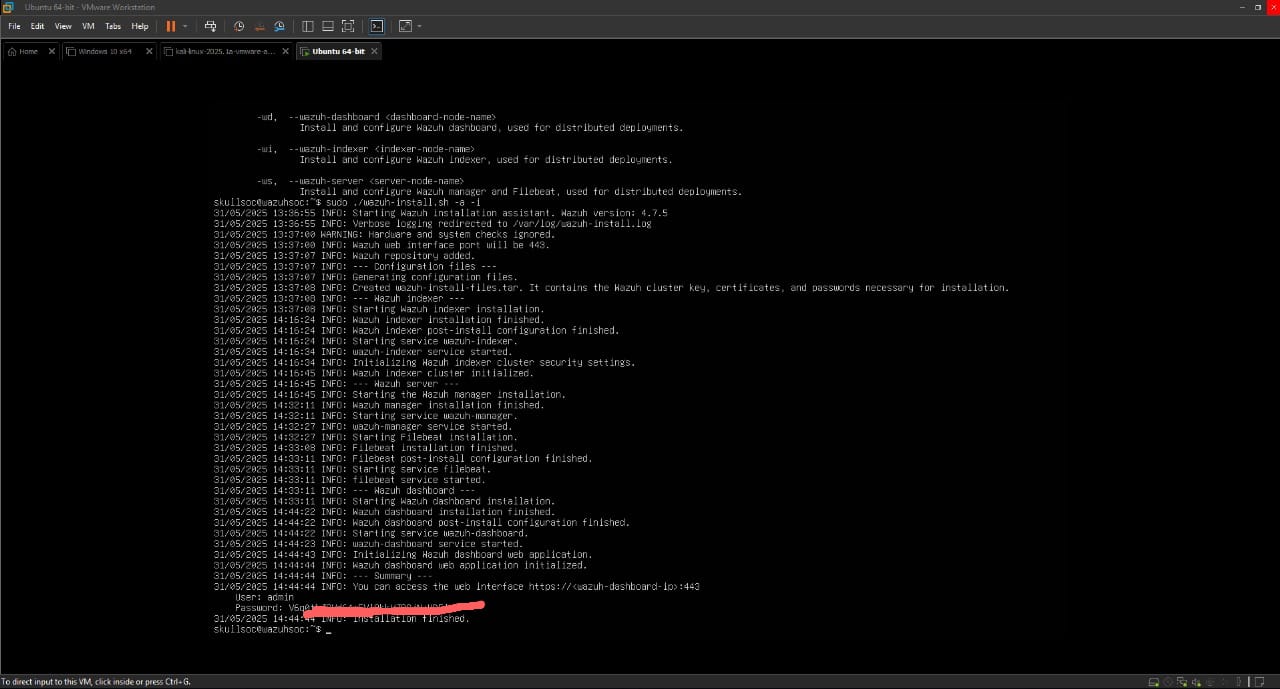 Ubuntu 64-bit - VMware Workstation
File Edit View VM Tabs Help
Home Windows 10 x64 kali-linux-2025.1a-vmware-a... Ubuntu 64-bit
-wd, --wazuh-dashboard <dashboard-node-name>
Install and configure Wazuh dashboard, used for distributed deployments.
-wi, --wazuh-indexer <indexer-node-name>
Install and configure Wazuh indexer, used for distributed deployments.
-ws, --wazuh-server <server-node-name>
Install and configure Wazuh manager and Filebeat, used for distributed deployments.
skullsoc@wazuhsoc:~$ sudo ./wazuh-install.sh -a -i
31/05/2025 13:36:55 INFO: Starting Wazuh installation assistant. Wazuh version: 4.7.5
31/05/2025 13:36:55 INFO: Verbose logging redirected to /var/log/wazuh-install.log
31/05/2025 13:37:00 WARNING: Hardware and system checks ignored.
31/05/2025 13:37:00 INFO: Wazuh web interface port will be 443.
31/05/2025 13:37:07 INFO: Wazuh repository added.
31/05/2025 13:37:07 INFO: --- Configuration files ---
31/05/2025 13:37:07 INFO: Generating configuration files.
31/05/2025 13:37:08 INFO: Created wazuh-install-files.tar. It contains the Wazuh cluster key, certificates, and passwords necessary for installation.
31/05/2025 13:37:08 INFO: --- Wazuh indexer ---
31/05/2025 13:37:08 INFO: Starting Wazuh indexer installation.
31/05/2025 14:16:24 INFO: Wazuh indexer installation finished.
31/05/2025 14:16:24 INFO: Wazuh indexer post-install configuration finished.
31/05/2025 14:16:24 INFO: Starting service wazuh-indexer.
31/05/2025 14:16:34 INFO: wazuh-indexer service started.
31/05/2025 14:16:34 INFO: Initializing Wazuh indexer cluster security settings.
31/05/2025 14:16:45 INFO: Wazuh indexer cluster initialized.
31/05/2025 14:16:45 INFO: --- Wazuh server ---
31/05/2025 14:16:45 INFO: Starting the Wazuh manager installation.
31/05/2025 14:32:11 INFO: Wazuh manager installation finished.
31/05/2025 14:32:11 INFO: Starting service wazuh-manager.
31/05/2025 14:32:27 INFO: wazuh-manager service started.
31/05/2025 14:32:27 INFO: Starting Filebeat installation.
31/05/2025 14:33:08 INFO: Filebeat installation finished.
31/05/2025 14:33:11 INFO: Filebeat post-install configuration finished.
31/05/2025 14:33:11 INFO: Starting service filebeat.
31/05/2025 14:33:11 INFO: filebeat service started.
31/05/2025 14:33:11 INFO: --- Wazuh dashboard ---
31/05/2025 14:33:11 INFO: Starting Wazuh dashboard installation.
31/05/2025 14:44:22 INFO: Wazuh dashboard installation finished.
31/05/2025 14:44:22 INFO: Wazuh dashboard post-install configuration finished.
31/05/2025 14:44:22 INFO: Starting service wazuh-dashboard.
31/05/2025 14:44:23 INFO: wazuh-dashboard service started.
31/05/2025 14:44:43 INFO: Initializing Wazuh dashboard web application.
31/05/2025 14:44:44 INFO: Wazuh dashboard web application initialized.
31/05/2025 14:44:44 INFO: --- Summary ---
31/05/2025 14:44:44 INFO: You can access the web interface https://<wazuh-dashboard-ip>:443
User: admin
Password:
31/05/2025 14:44:44 INFO: Installation finished.
skullsoc@wazuhsoc:~$ _
To direct input to this VM, click inside or press Ctrl+G.